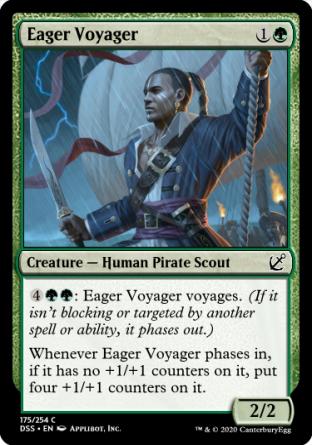 Eager Voyager 1
Creature — Human Pirate Scout
4: Eager Voyager voyages. (If it
isn't blocking or targeted by another
spell or ability, it phases out.)
Whenever Eager Voyager phases in,
if it has no +1/+1 counters on it, put
four +1/+1 counters on it.
2/2
175/254 C
DSS • EN Applibot, Inc.
™ & © 2020 CanterburyEgg